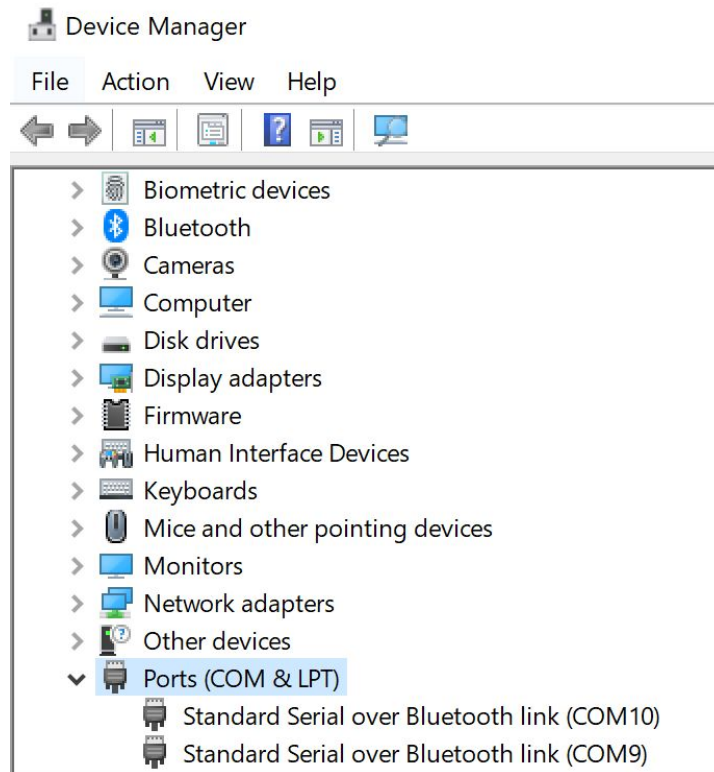 Device Manager
File Action View Help
Biometric devices
Bluetooth
Cameras
Computer
Disk drives
Display adapters
Firmware
Human Interface Devices
Keyboards
Mice and other pointing devices
Monitors
Network adapters
Other devices
Ports (COM & LPT)
Standard Serial over Bluetooth link (COM10)
Standard Serial over Bluetooth link (COM9)